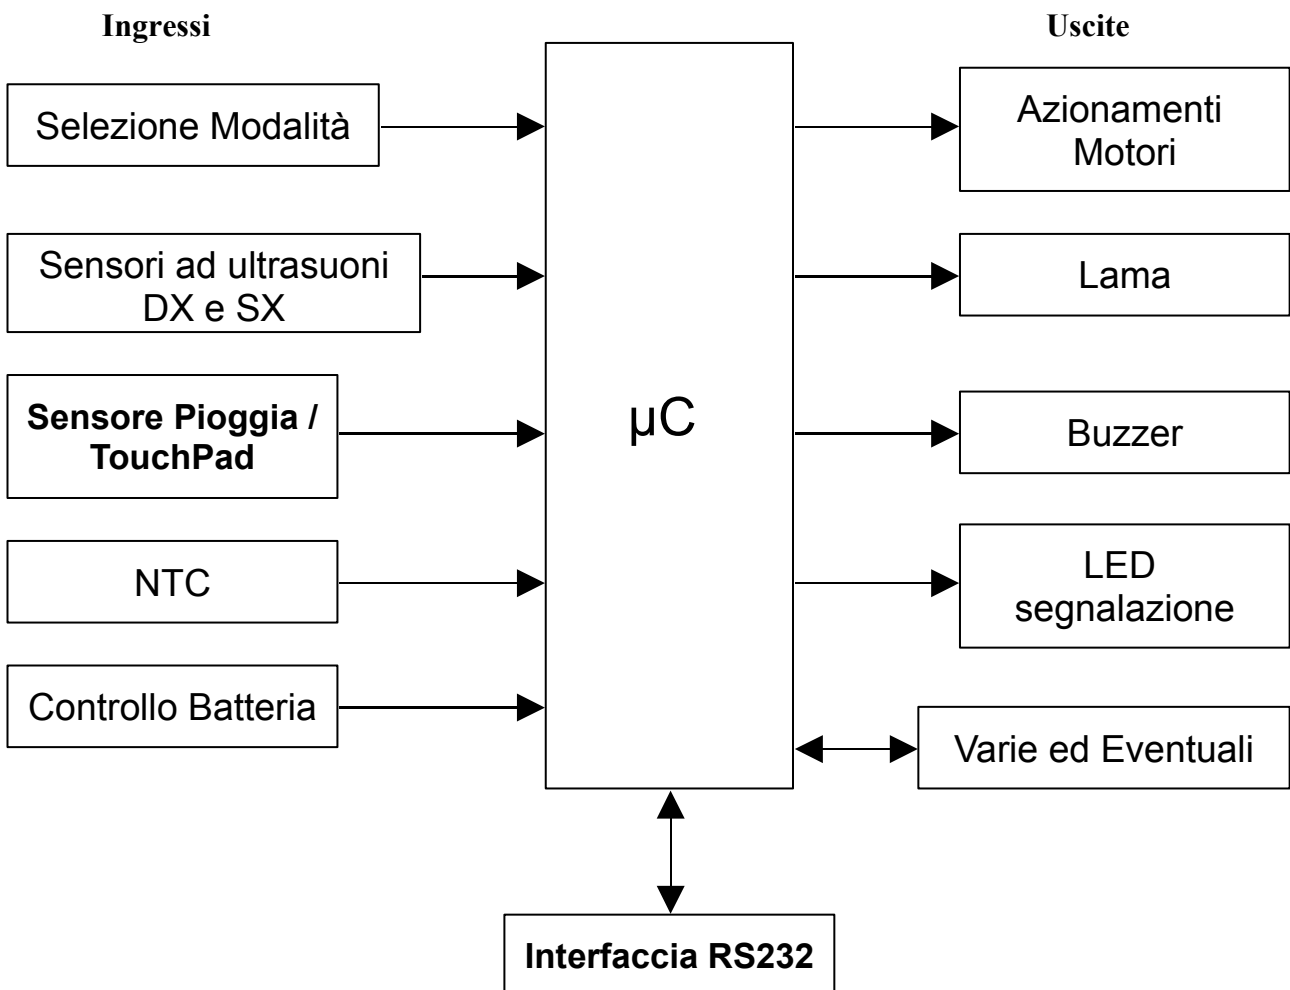 Ingressi
Uscite
Selezione Modalità
Sensori ad ultrasuoni
DX e SX
Sensore Pioggia /
TouchPad
NTC
Controllo Batteria
µC
Azionamenti
Motori
Lama
Buzzer
LED
segnalazione
Varie ed Eventuali
Interfaccia RS232